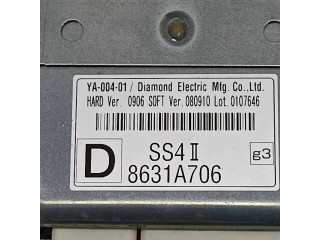 YA-004-01 / Diamond Electric Mfg. Co., Ltd.
HARD Ver. 0906 SOFT Ver. 080910 Lot. 0107646
D
SS4 II
8631A706
g3